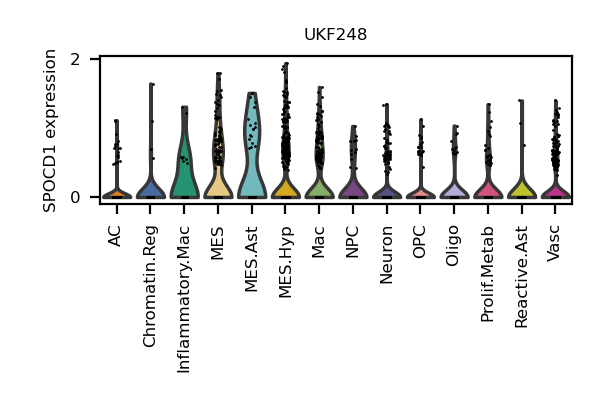 UKF248
SPOCD1 expression
2
0
AC
Chromatin.Reg
Inflammatory.Mac
MES
MES.Ast
MES.Hyp
Mac
NPC
Neuron
OPC
Oligo
Prolif.Metab
Reactive.Ast
Vasc